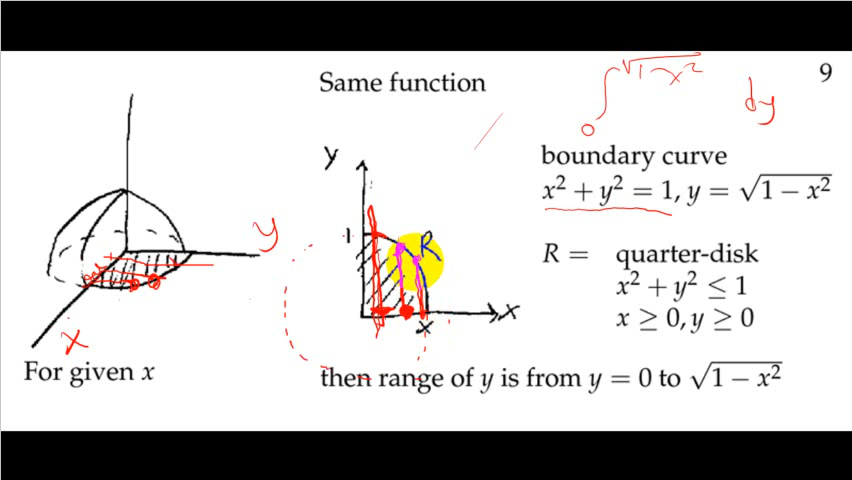 Same function
∫₀^√(1-x²) dy
9
boundary curve
x² + y² = 1, y = √(1 − x²)
y
y
1
R
x
x
x
R = quarter-disk
x² + y² ≤ 1
x ≥ 0, y ≥ 0
For given x
then range of y is from y = 0 to √(1 − x²)